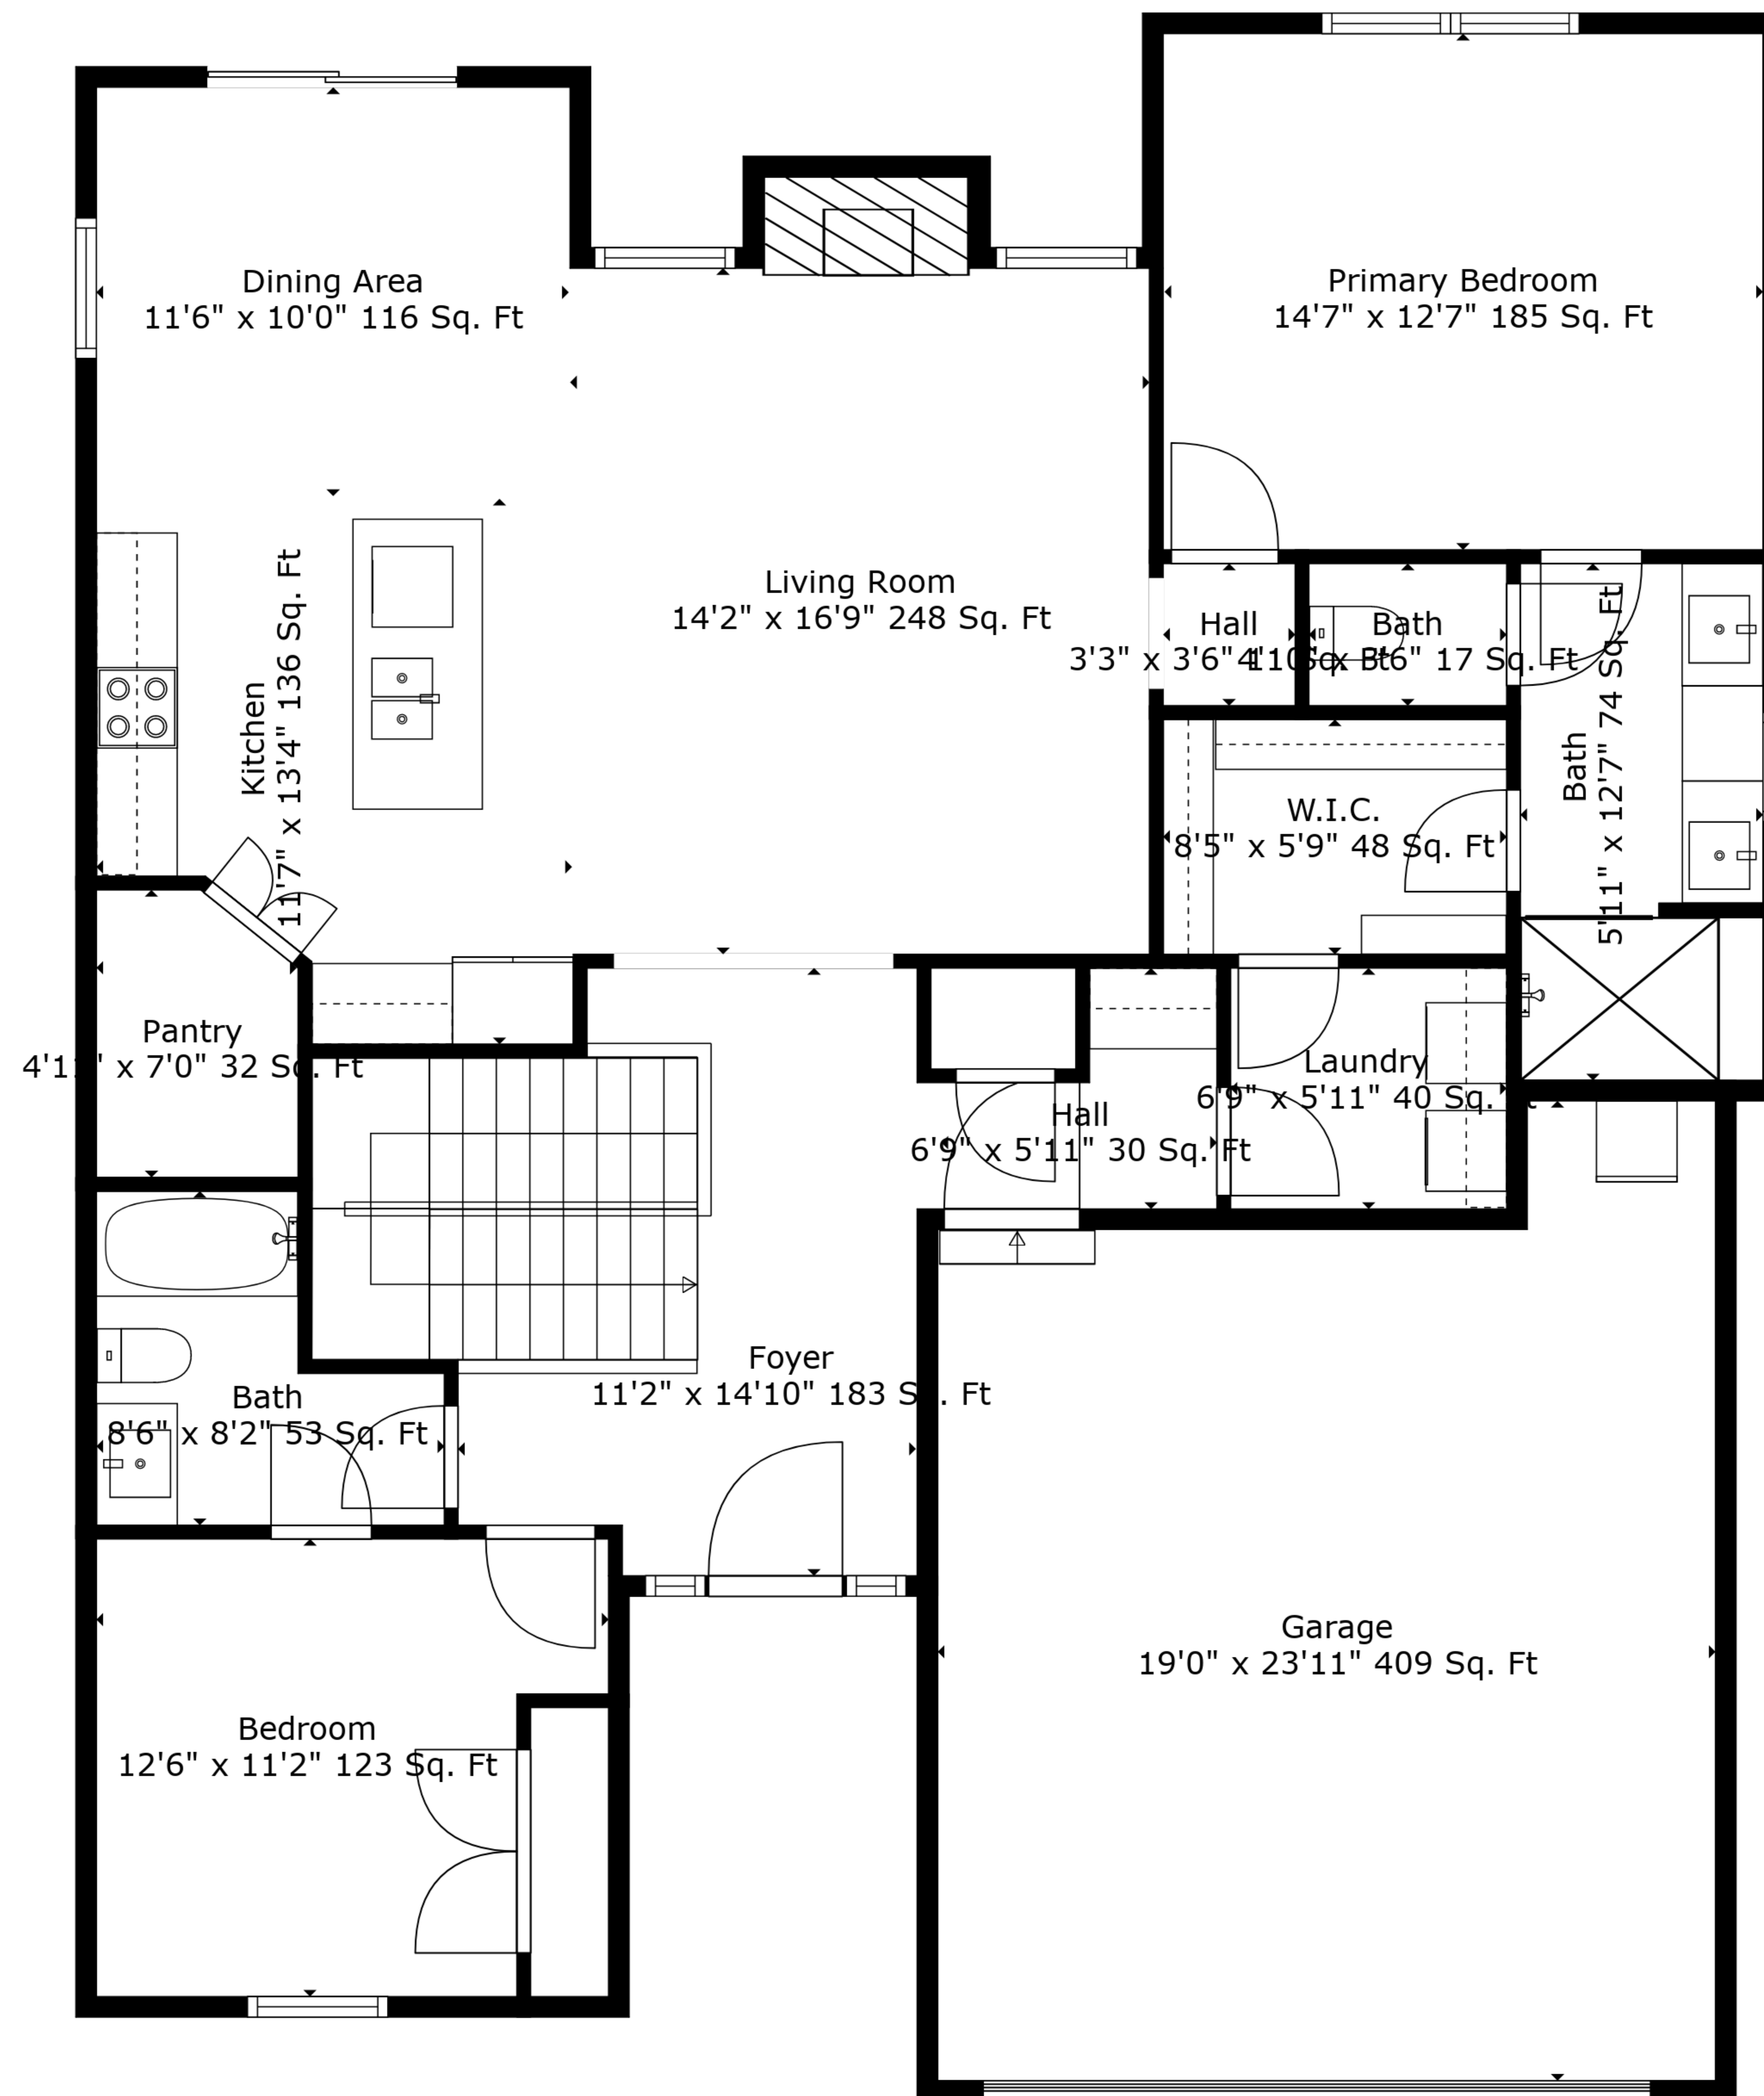 Dining Area
11'6" x 10'0" 116 Sq. Ft
Primary Bedroom
14'7" x 12'7" 185 Sq. Ft
Living Room
14'2" x 16'9" 248 Sq. Ft
Kitchen
11'7" x 13'4" 136 Sq. Ft
Hall
3'3" x 3'6"
Bath
x 3'6" 17 Sq. Ft
Bath
5'11" x 12'7" 74 Sq. Ft
W.I.C.
8'5" x 5'9" 48 Sq. Ft
Pantry
x 7'0" 32 Sq. Ft
Laundry
6'9" x 5'11" 40 Sq. Ft
Hall
6'9" x 5'11" 30 Sq. Ft
Foyer
11'2" x 14'10" 183 Sq. Ft
Bath
8'6" x 8'2" 53 Sq. Ft
Garage
19'0" x 23'11" 409 Sq. Ft
Bedroom
12'6" x 11'2" 123 Sq. Ft